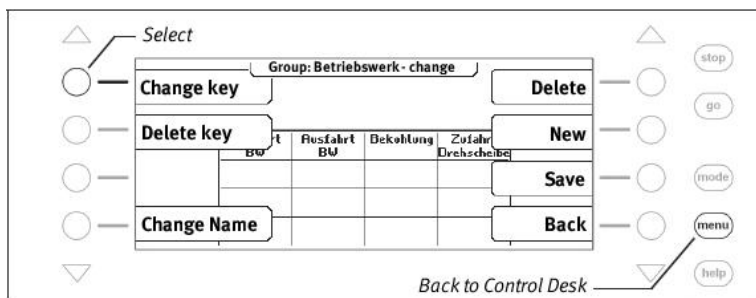 Select
Group: Betriebswerk - change
Change key
Delete
stop
go
Delete key
New
Ausfahrt
BW
Bekohlung
BW
Drehscheibe
Save
mode
Change Name
Back
menu
Back to Control Desk
help